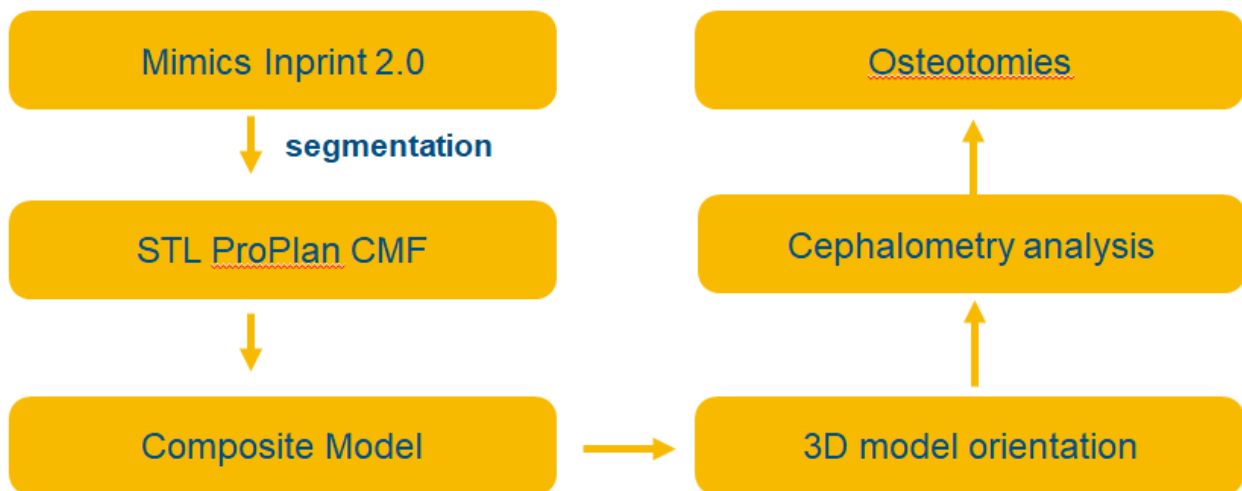 Mimics Inprint 2.0
segmentation
STL ProPlan CMF
Composite Model
3D model orientation
Cephalometry analysis
Osteotomies